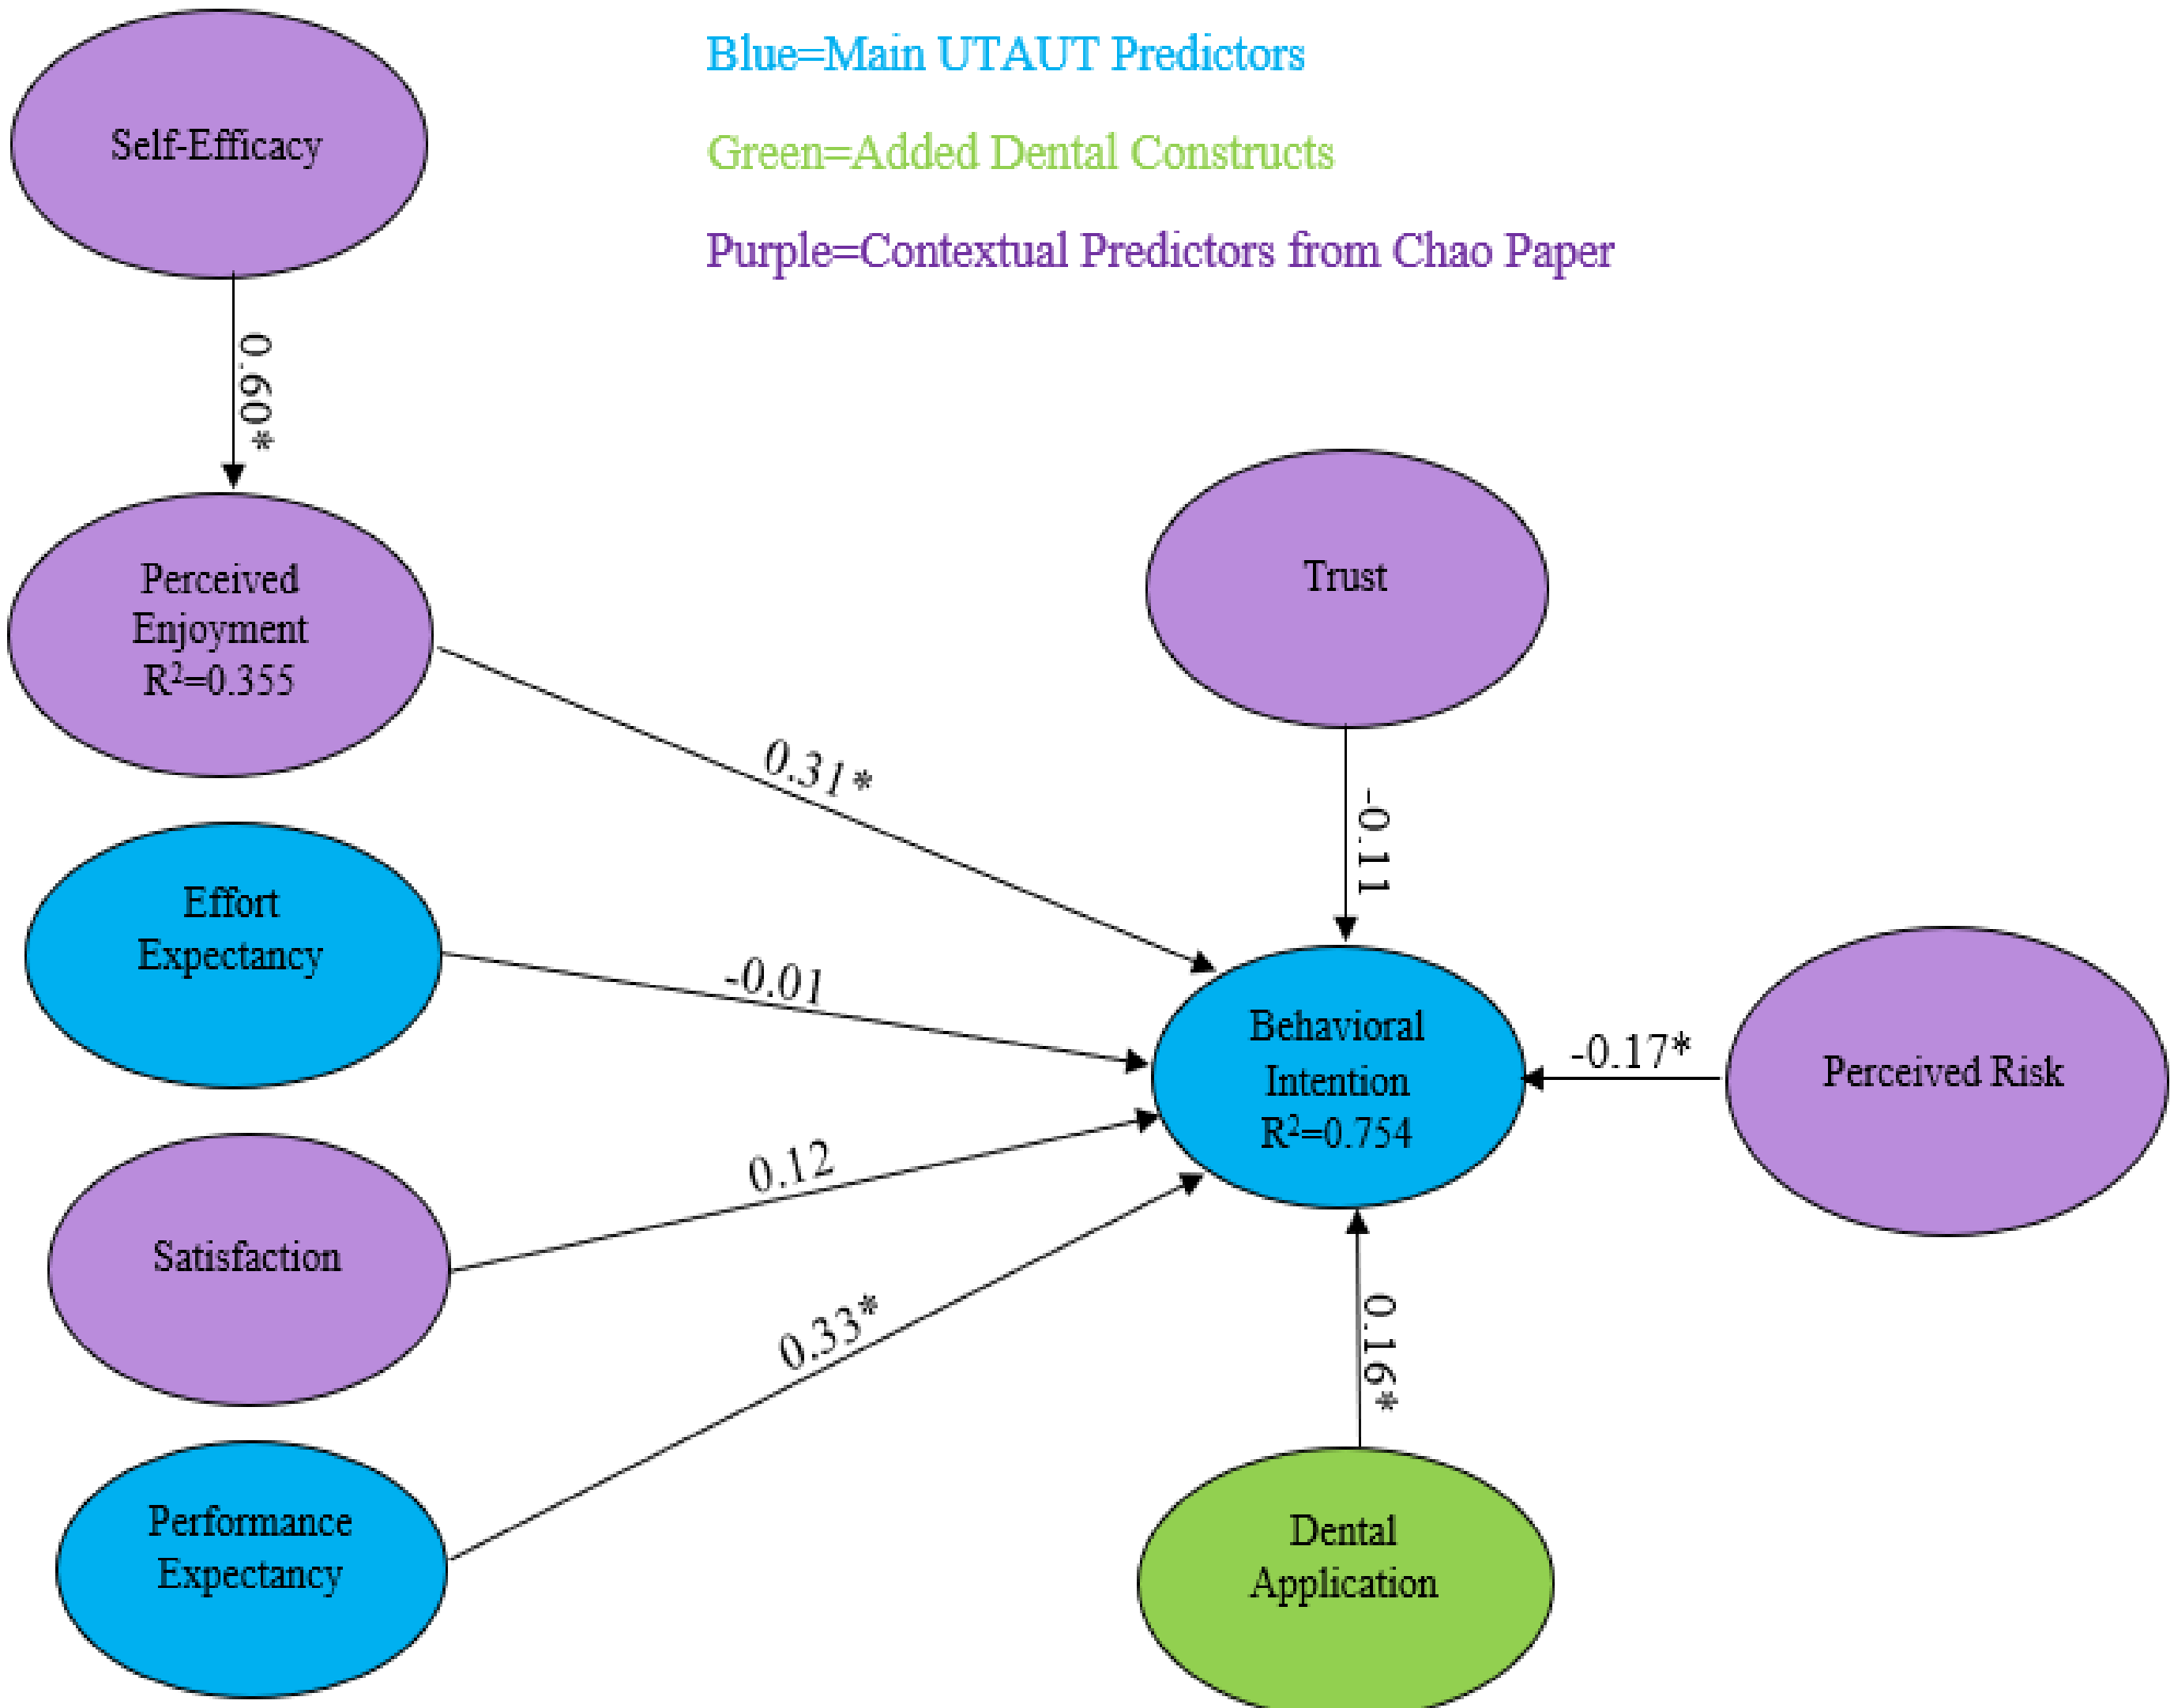 Blue=Main UTAUT Predictors
Green=Added Dental Constructs
Purple=Contextual Predictors from Chao Paper
Self-Efficacy
0.60*
Perceived
Enjoyment
R²=0.355
0.31*
Trust
-0.11
Effort
Expectancy
-0.01
Behavioral
Intention
R²=0.754
-0.17*
Perceived Risk
Satisfaction
0.12
0.33*
0.16*
Performance
Expectancy
Dental
Application